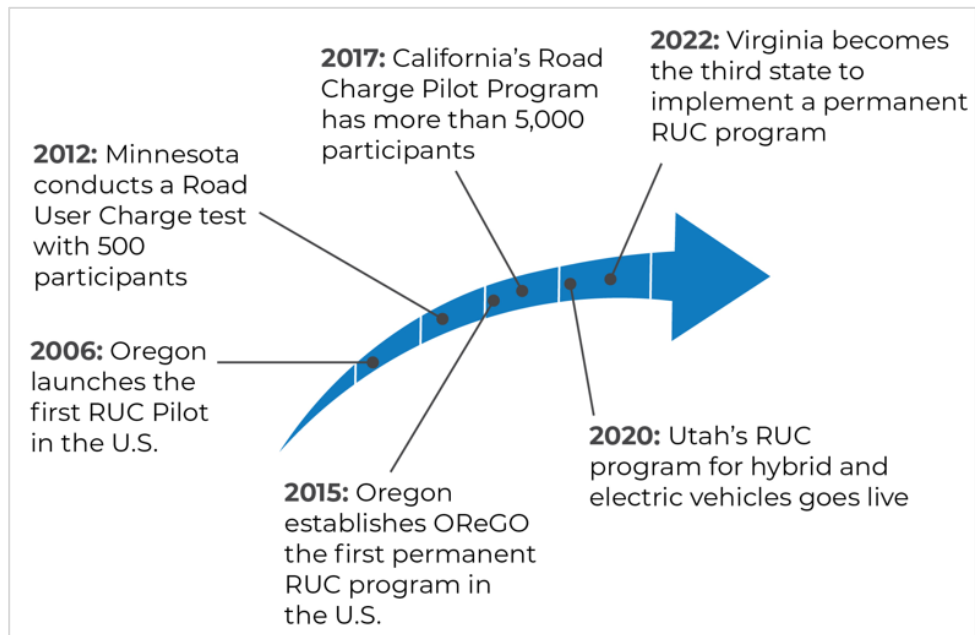 2006: Oregon
launches the
first RUC Pilot
in the U.S.
2012: Minnesota
conducts a Road
User Charge test
with 500
participants
2015: Oregon
establishes OReGO
the first permanent
RUC program in
the U.S.
2017: California’s Road
Charge Pilot Program
has more than 5,000
participants
2020: Utah’s RUC
program for hybrid and
electric vehicles goes live
2022: Virginia becomes
the third state to
implement a permanent
RUC program